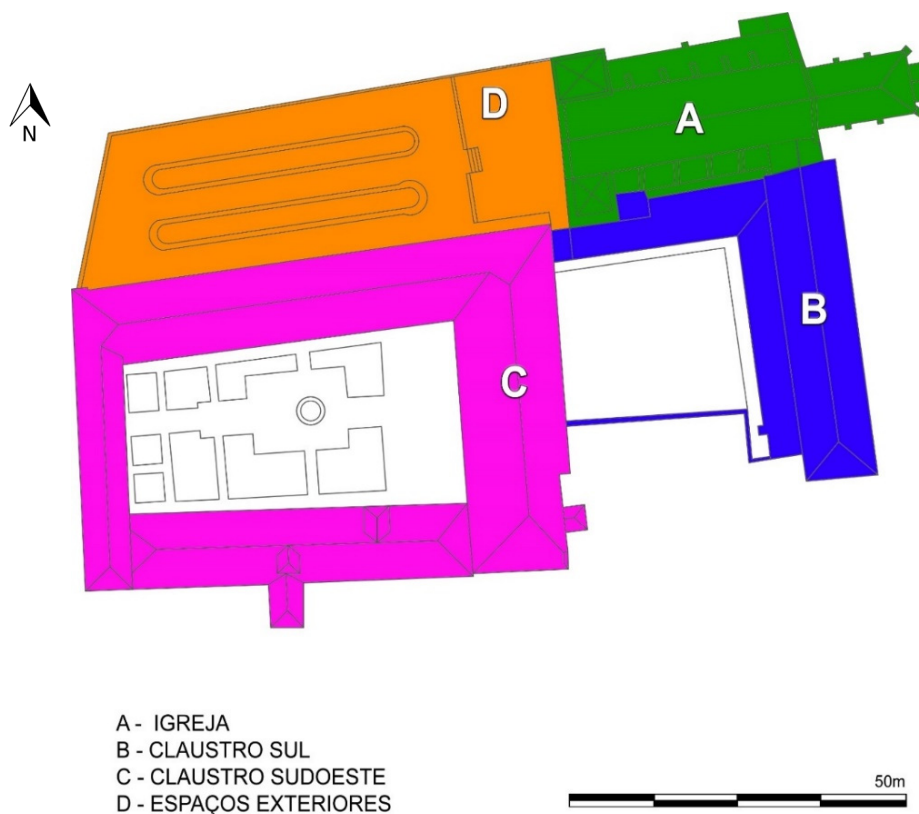 D
A
N
B
C
A - IGREJA
B - CLAUSTRO SUL
C - CLAUSTRO SUDOESTE
D - ESPAÇOS EXTERIORES
50m